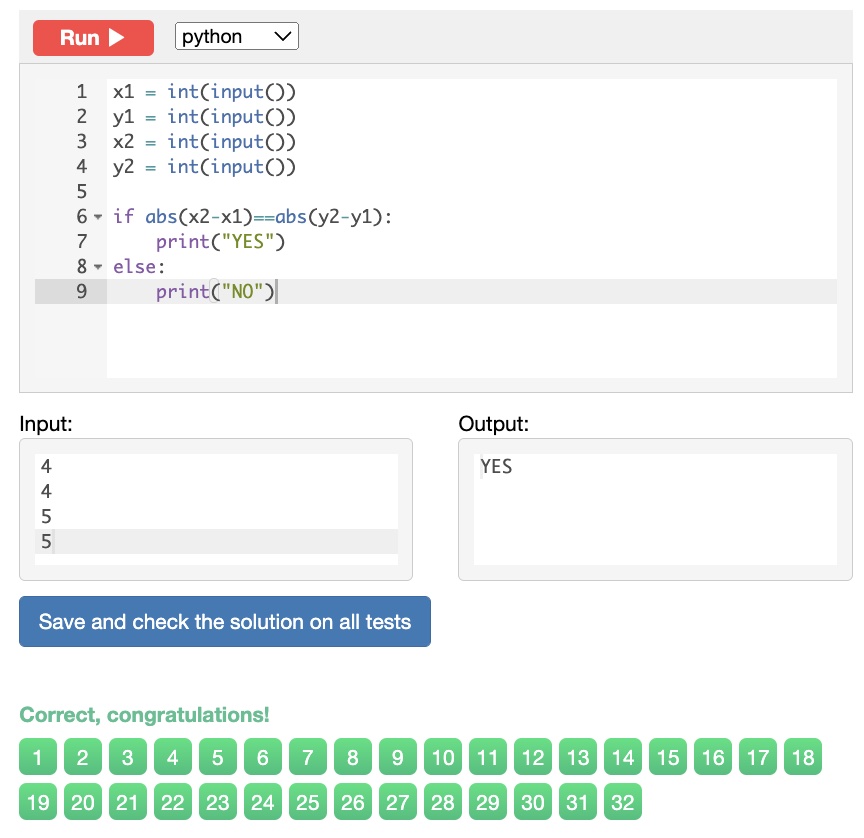 Run python
1 x1 = int(input())
2 y1 = int(input())
3 x2 = int(input())
4 y2 = int(input())
5
6 if abs(x2-x1)==abs(y2-y1):
7     print("YES")
8 else:
9     print("NO")
Input:
4
4
5
5
Output:
YES
Save and check the solution on all tests
Correct, congratulations!
1 2 3 4 5 6 7 8 9 10 11 12 13 14 15 16 17 18
19 20 21 22 23 24 25 26 27 28 29 30 31 32